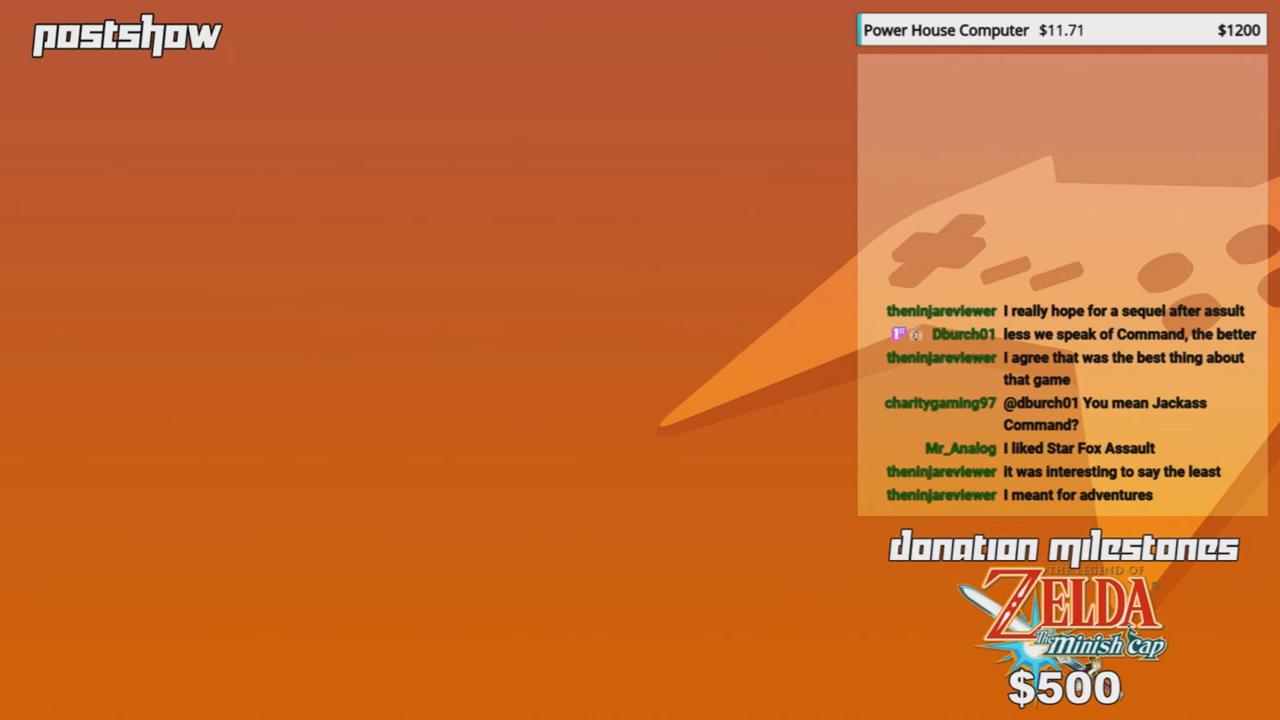 postshow
Power House Computer $11.71 $1200
theninjareviewer I really hope for a sequel after assult
Dburch01 less we speak of Command, the better
theninjareviewer I agree that was the best thing about
that game
charitygaming97 @dburch01 You mean Jackass
Command?
Mr_Analog I liked Star Fox Assault
theninjareviewer it was interesting to say the least
theninjareviewer I meant for adventures
donation milestones
THE LEGEND OF
ZELDA
The Minish Cap
$500